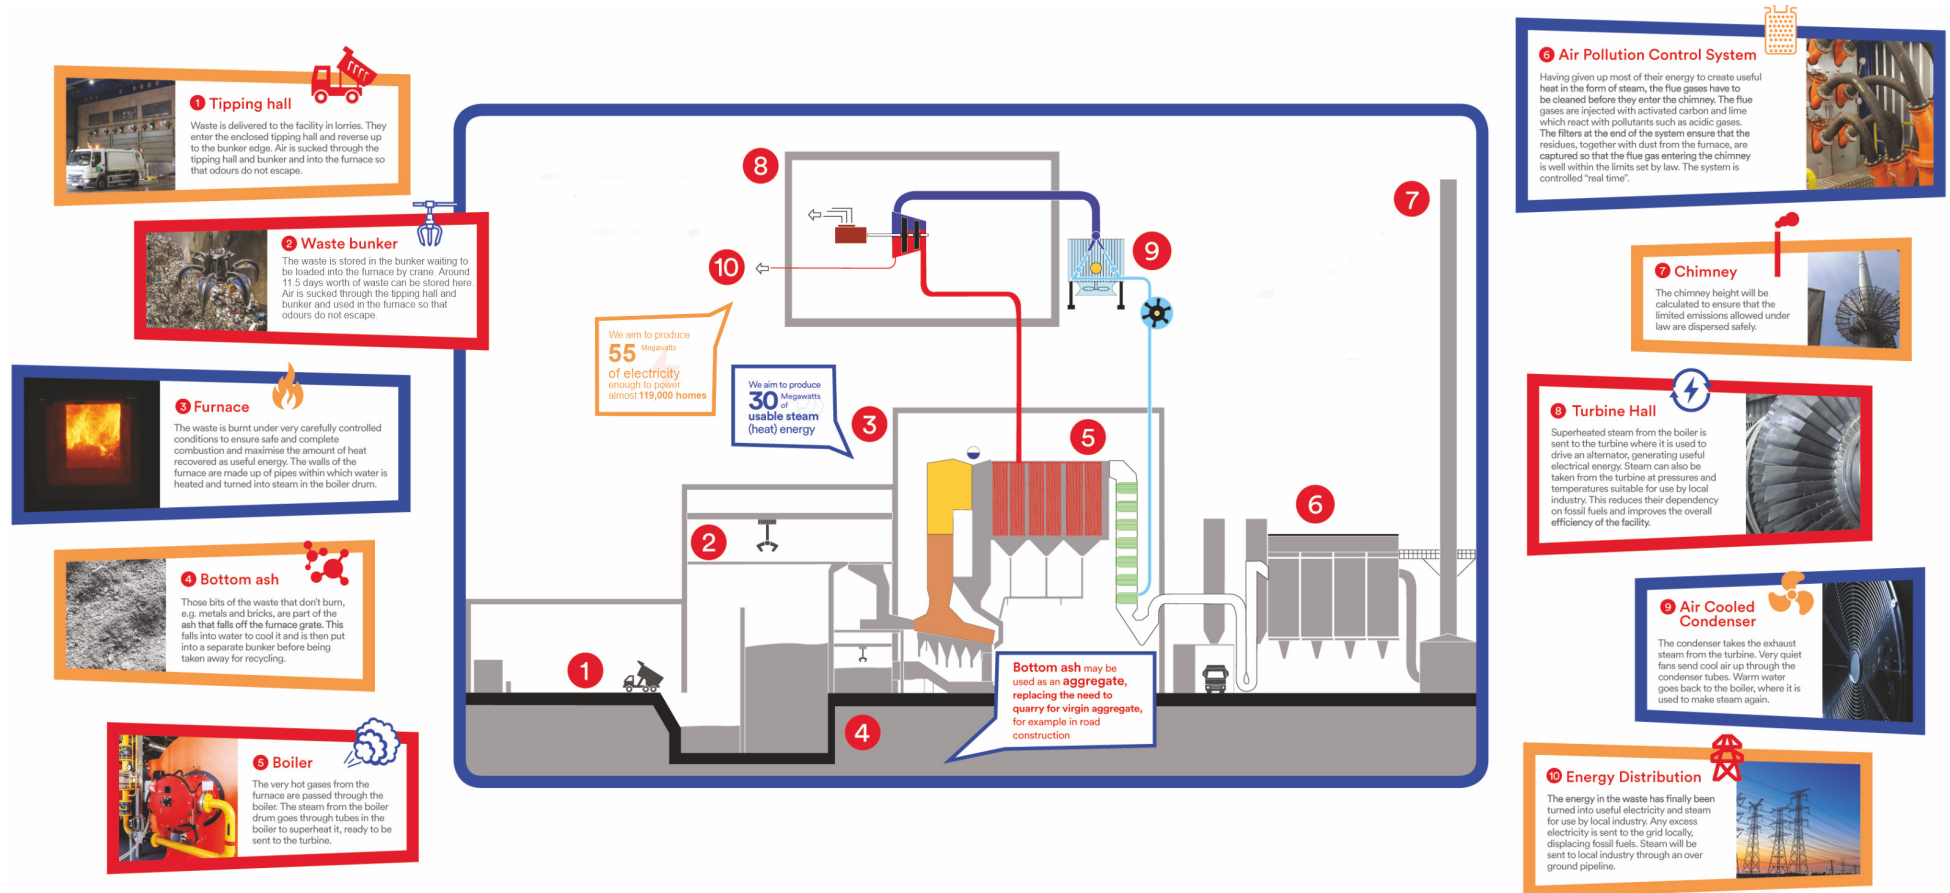 1 Tipping hall
Waste is delivered to the facility in lorries. They
enter the enclosed tipping hall and reverse up
to the bunker edge. Air is sucked through the
tipping hall and bunker and into the furnace so
that odours do not escape.
2 Waste bunker
The waste is stored in the bunker waiting to
be loaded into the furnace by crane. Around
11.5 days worth of waste can be stored here.
Air is sucked through the tipping hall and
bunker and used in the furnace so that
odours do not escape.
3 Furnace
The waste is burnt under very carefully controlled
conditions to ensure safe and complete
combustion and maximise the amount of heat
recovered as useful energy. The walls of the
furnace are made up of pipes within which water is
heated and turned into steam in the boiler drum.
4 Bottom ash
Those bits of the waste that don't burn,
e.g. metals and bricks, are part of the
ash that falls off the furnace grate. This
falls into water to cool it and is then put
into a separate bunker before being
taken away for recycling.
5 Boiler
The very hot gases from the
furnace are passed through the
boiler. The steam from the boiler
drum goes through tubes in the
boiler to superheat it, ready to be
sent to the turbine.
8
10
9
7
We aim to produce
55 Megawatts
of electricity
enough to power
almost 119,000 homes
We aim to produce
30 Megawatts
of
usable steam
(heat) energy
3
5
2
6
1
4
Bottom ash may be
used as an aggregate,
replacing the need to
quarry for virgin aggregate,
for example in road
construction
6 Air Pollution Control System
Having given up most of their energy to create useful
heat in the form of steam, the flue gases have to
be cleaned before they enter the chimney. The flue
gases are injected with activated carbon and lime
which react with pollutants such as acidic gases.
The filters at the end of the system ensure that the
residues, together with dust from the furnace, are
captured so that the flue gas entering the chimney
is well within the limits set by law. The system is
controlled "real time".
7 Chimney
The chimney height will be
calculated to ensure that the
limited emissions allowed under
law are dispersed safely.
8 Turbine Hall
Superheated steam from the boiler is
sent to the turbine where it is used to
drive an alternator, generating useful
electrical energy. Steam can also be
taken from the turbine at pressures and
temperatures suitable for use by local
industry. This reduces their dependency
on fossil fuels and improves the overall
efficiency of the facility.
9 Air Cooled
Condenser
The condenser takes the exhaust
steam from the turbine. Very quiet
fans send cool air up through the
condenser tubes. Warm water
goes back to the boiler, where it is
used to make steam again.
10 Energy Distribution
The energy in the waste has finally been
turned into useful electricity and steam
for use by local industry. Any excess
electricity is sent to the grid locally,
displacing fossil fuels. Steam will be
sent to local industry through an over
ground pipeline.